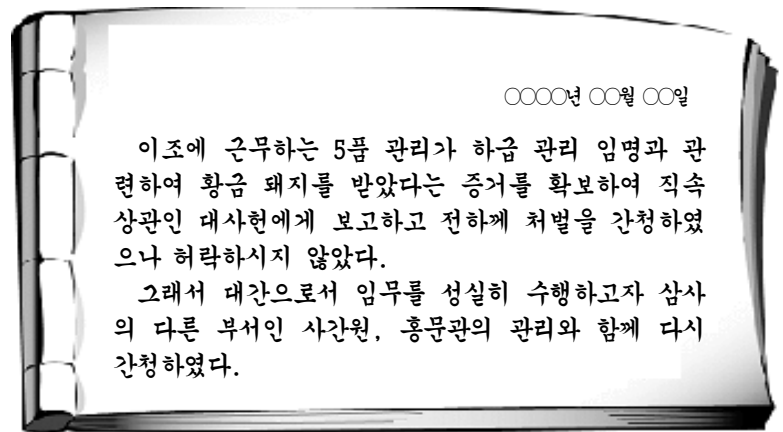 ○○○○년 ○○월 ○○일
이조에 근무하는 5품 관리가 하급 관리 임명과 관
련하여 황금 돼지를 받았다는 증거를 확보하여 직속
상관인 대사헌에게 보고하고 전하께 처벌을 간청하였
으나 허락하시지 않았다.
그래서 대간으로서 임무를 성실히 수행하고자 삼사
의 다른 부서인 사간원, 홍문관의 관리와 함께 다시
간청하였다.